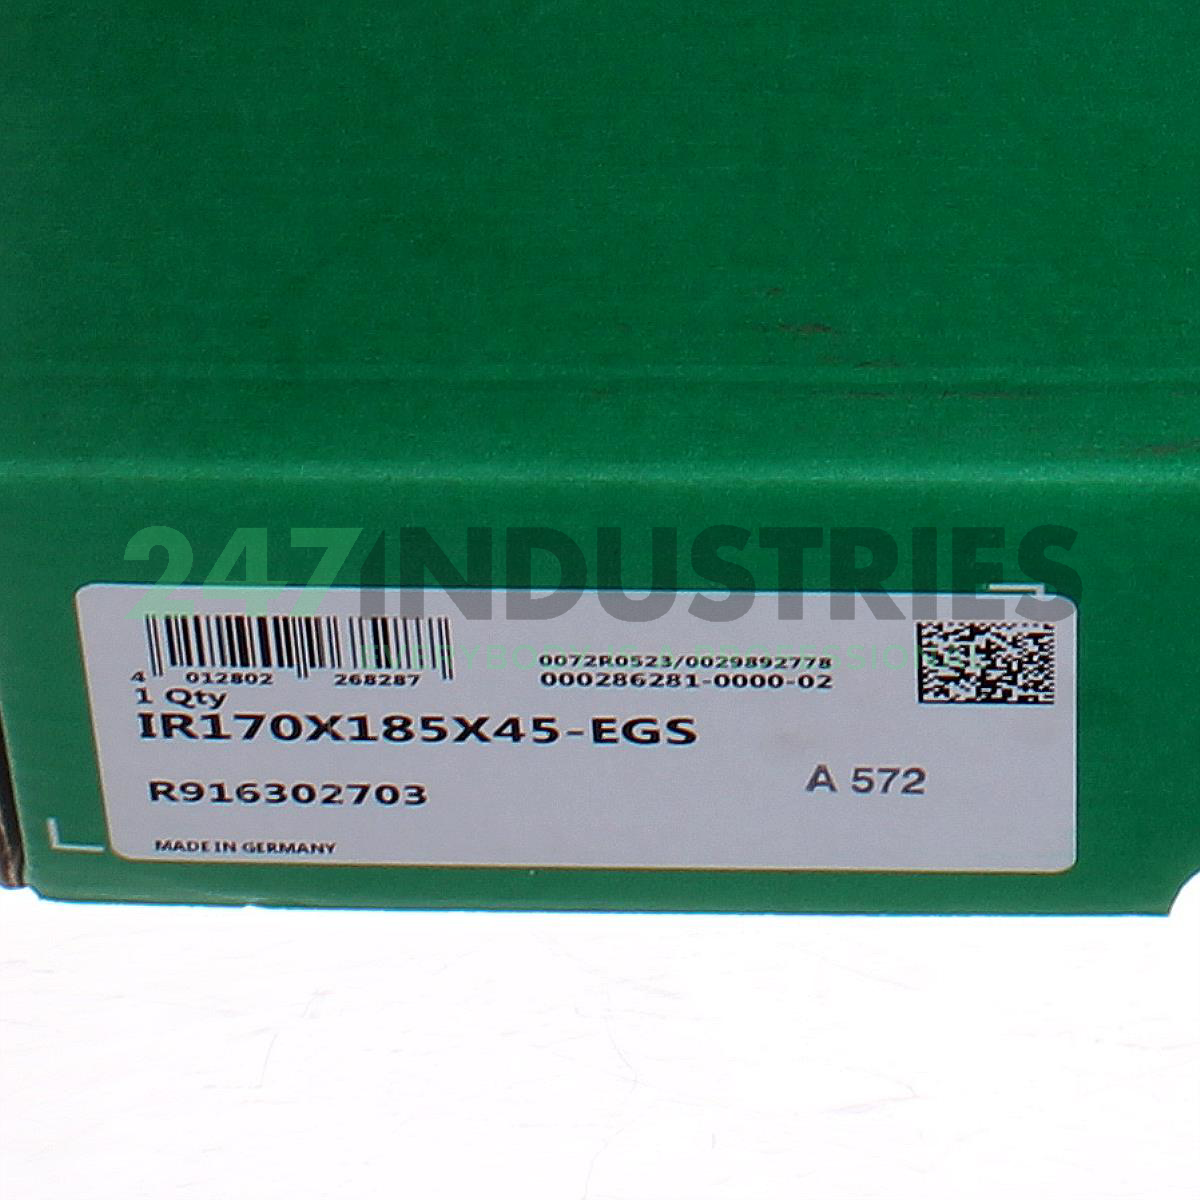 247INDUSTRIES
0072R0523/0029892778
000286281-0000-02
4 012802 268287
1 Qty
IR170X185X45-EGS
R916302703
A 572
MADE IN GERMANY